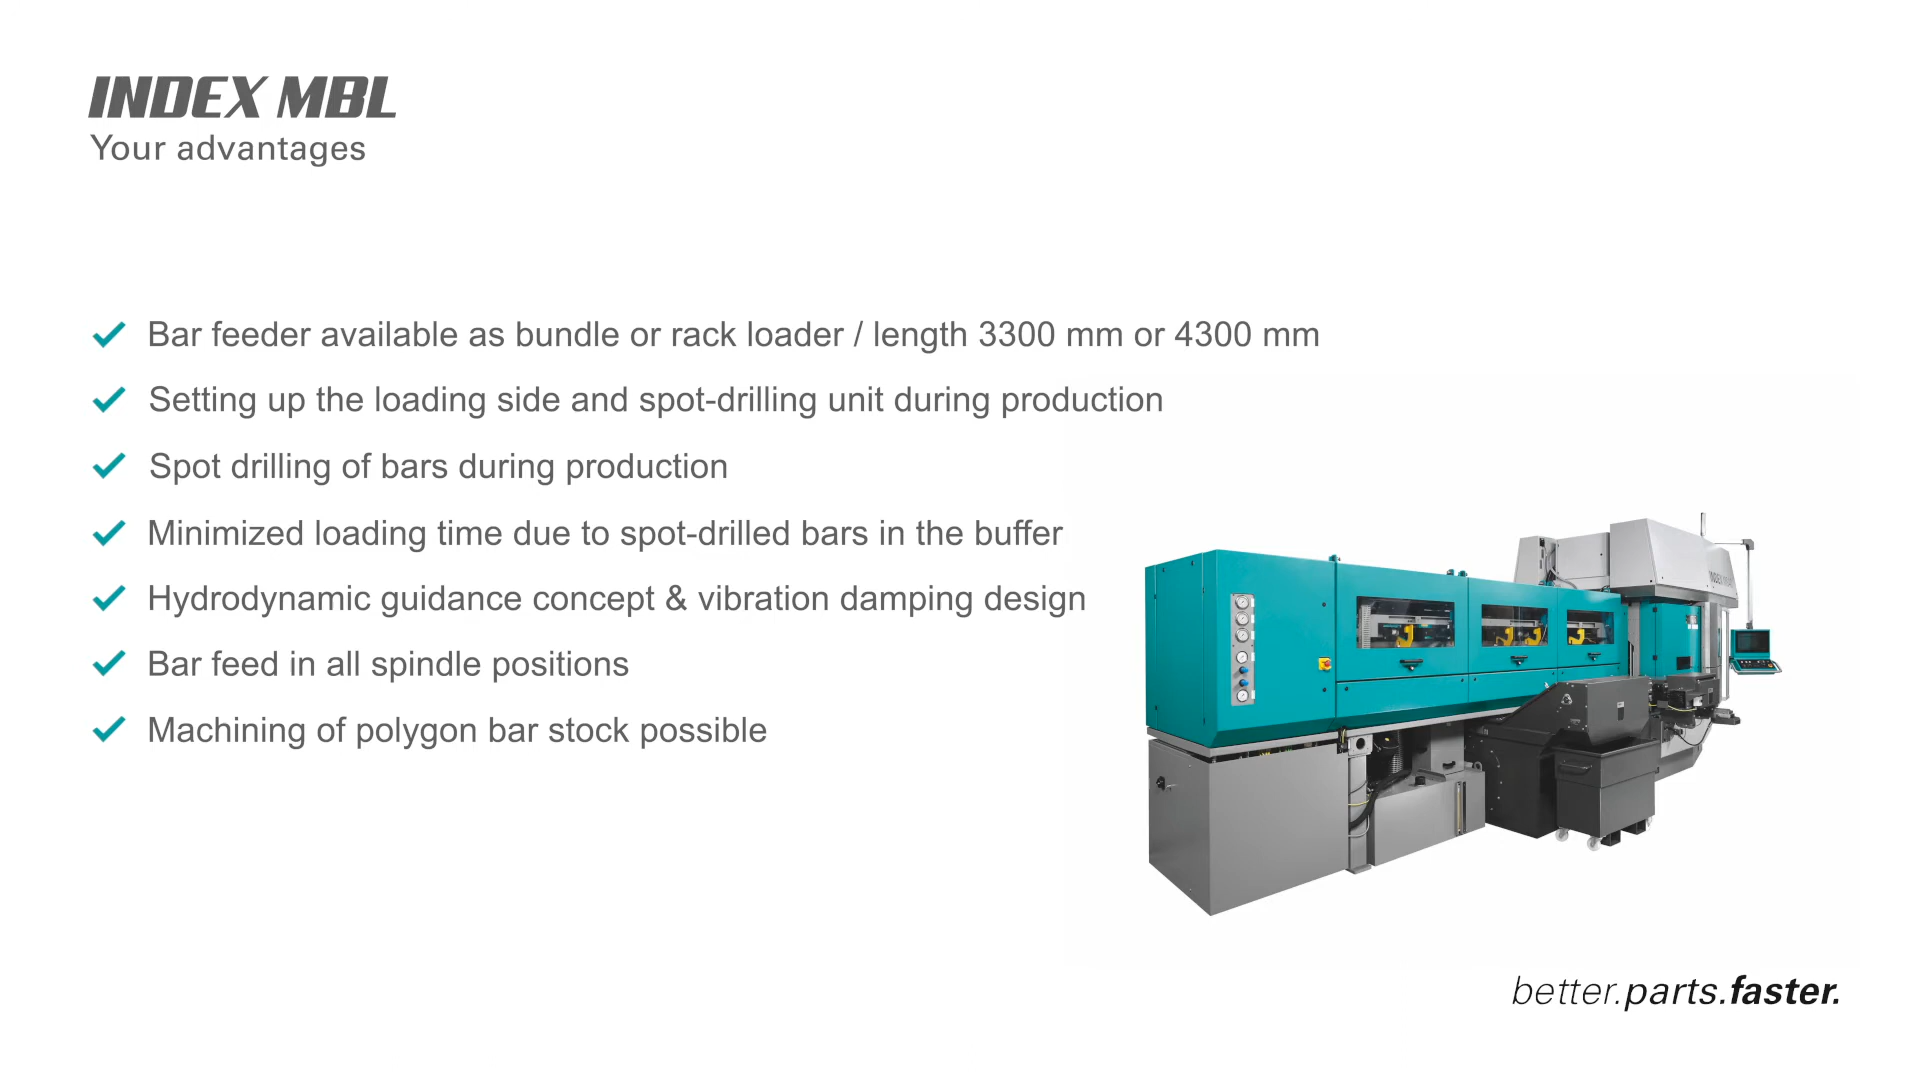 INDEX MBL
Your advantages
Bar feeder available as bundle or rack loader / length 3300 mm or 4300 mm
Setting up the loading side and spot-drilling unit during production
Spot drilling of bars during production
Minimized loading time due to spot-drilled bars in the buffer
Hydrodynamic guidance concept & vibration damping design
Bar feed in all spindle positions
Machining of polygon bar stock possible
better.parts.faster.